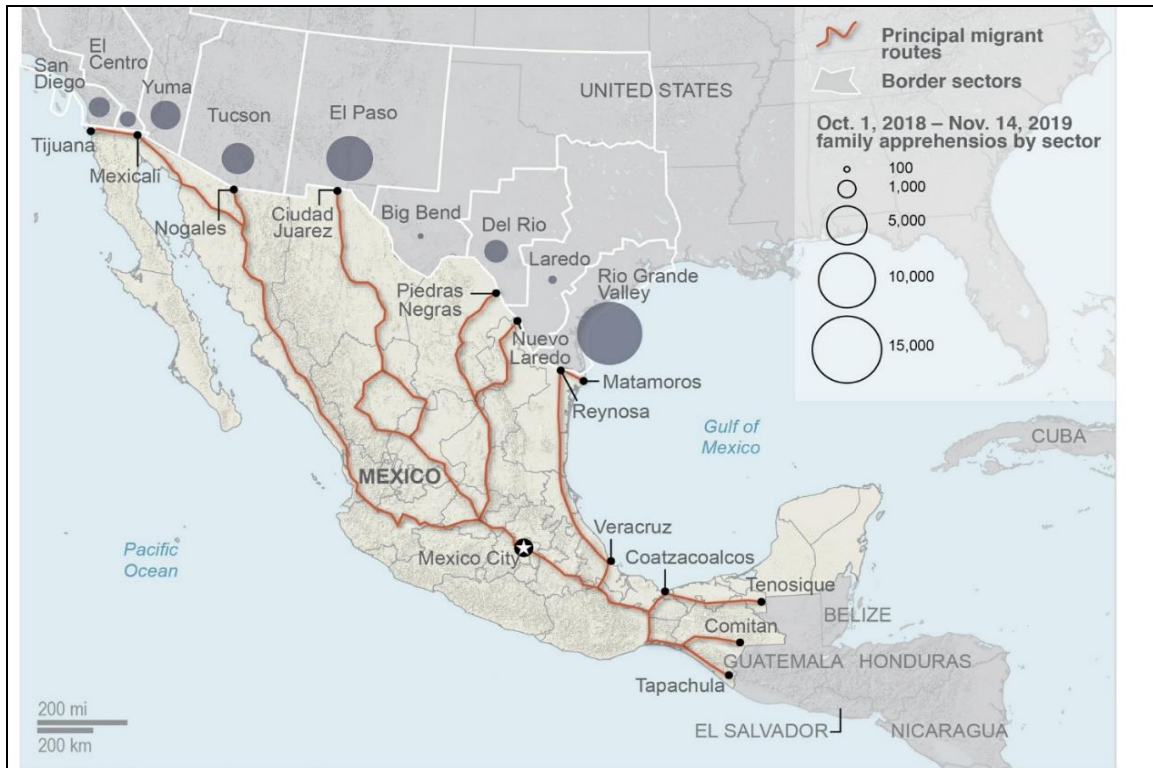 El
Centro
San
Diego
Yuma
Tucson
El Paso
UNITED STATES
Tijuana
Mexicali
Nogales
Ciudad
Juarez
Big Bend
Del Rio
Laredo
Rio Grande
Valley
Piedras
Negras
Nuevo
Laredo
Matamoros
Reynosa
Gulf of
Mexico
CUBA
MEXICO
Pacific
Ocean
Mexico City
Veracruz
Coatzacoalcos
Tenosique
BELIZE
Comitan
GUATEMALA
HONDURAS
Tapachula
EL SALVADOR
NICARAGUA
200 mi
200 km
Principal migrant
routes
Border sectors
Oct. 1, 2018 – Nov. 14, 2019
family apprehensios by sector
100
1,000
5,000
10,000
15,000